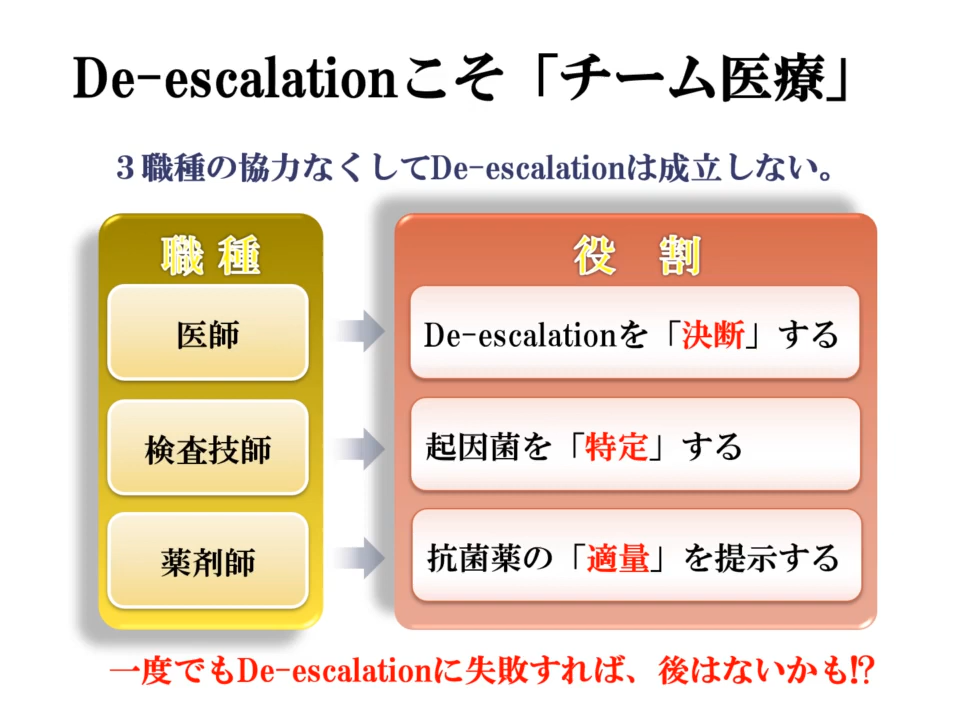 De-escalationこそ「チーム医療」
３職種の協力なくしてDe-escalationは成立しない。
職種
役 割
医師
De-escalationを「決断」する
検査技師
起因菌を「特定」する
薬剤師
抗菌薬の「適量」を提示する
一度でもDe-escalationに失敗すれば、後はないかも!?